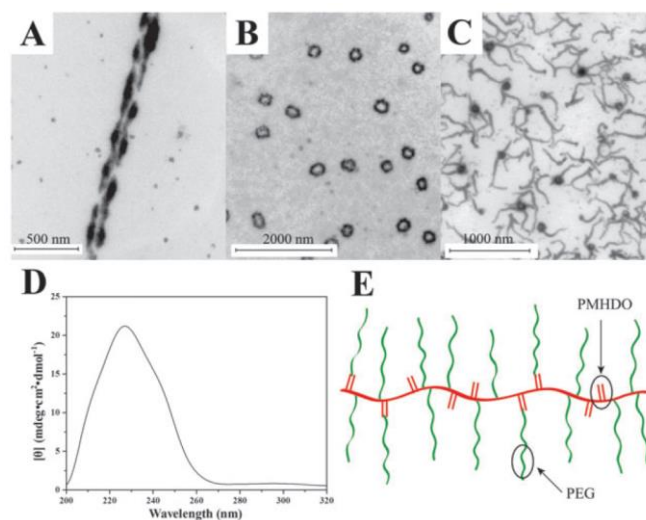 A
500 nm
B
2000 nm
C
1000 nm
D
[θ] (mdeg•cm²•dmol⁻¹)
25
20
15
10
5
0
200 220 240 260 280 300 320
Wavelength (nm)
E
PMHDO
PEG